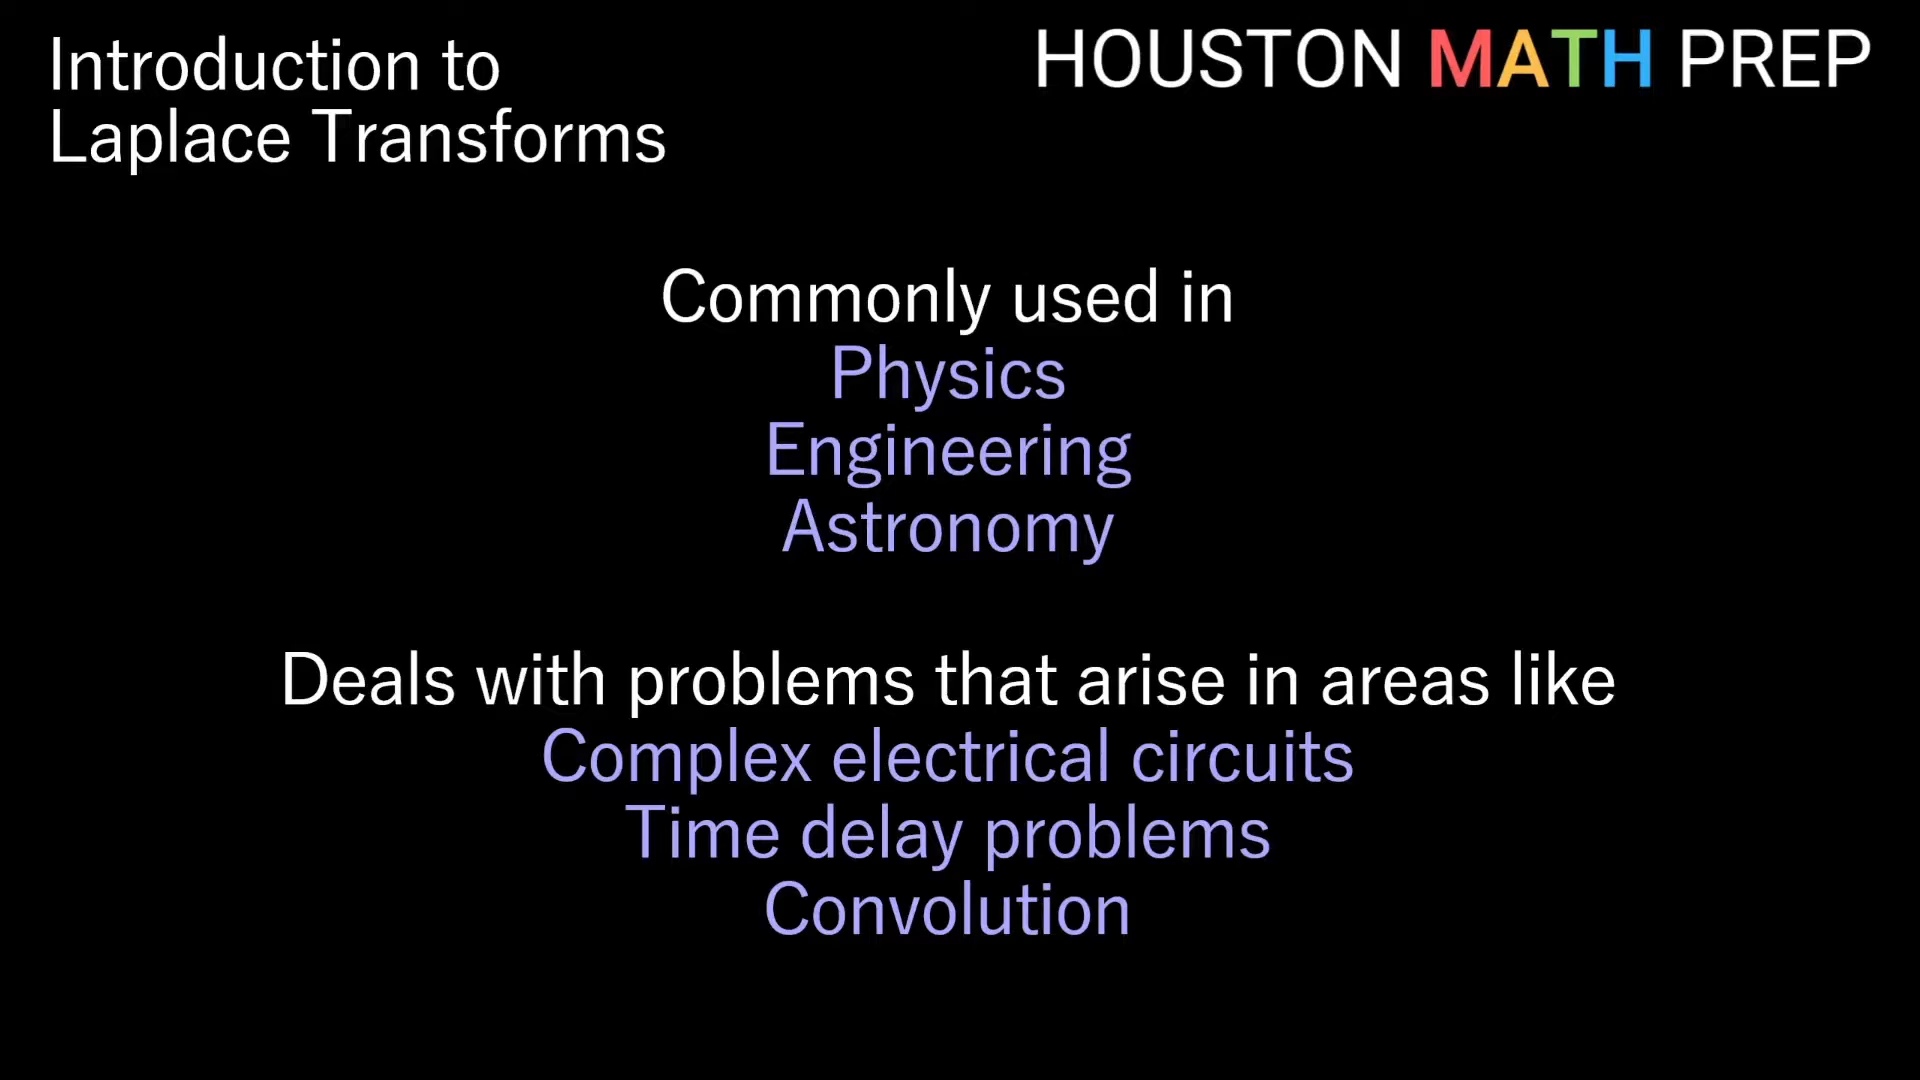 Introduction to
Laplace Transforms
HOUSTON MATH PREP
Commonly used in
Physics
Engineering
Astronomy
Deals with problems that arise in areas like
Complex electrical circuits
Time delay problems
Convolution